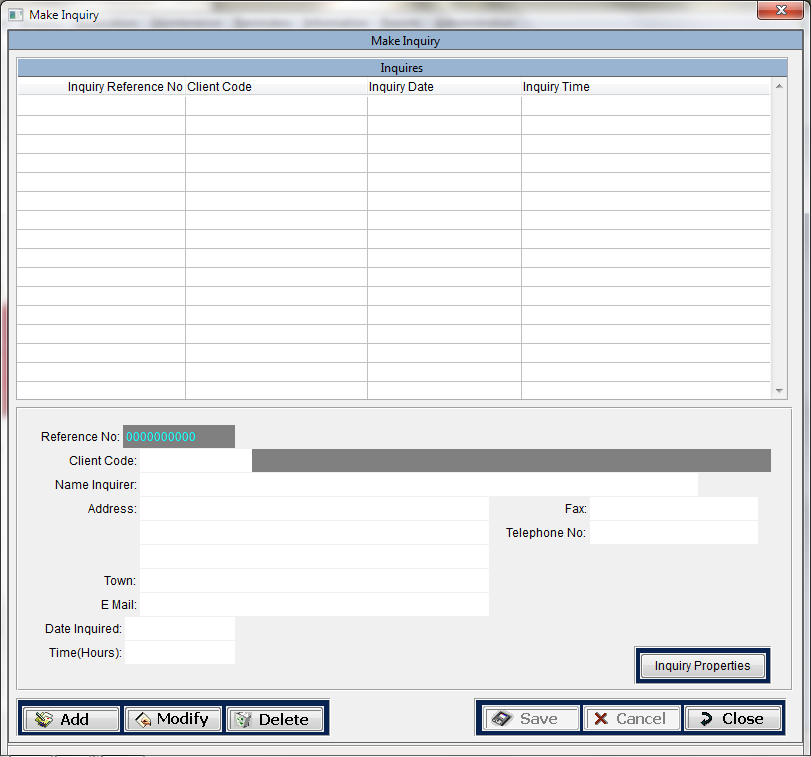 Make Inquiry
Make Inquiry
Inquires
Inquiry Reference No Client Code Inquiry Date Inquiry Time
Reference No: 0000000000
Client Code:
Name Inquirer:
Address: Fax:
Telephone No:
Town:
E Mail:
Date Inquired:
Time(Hours):
Inquiry Properties
Add Modify Delete Save Cancel Close